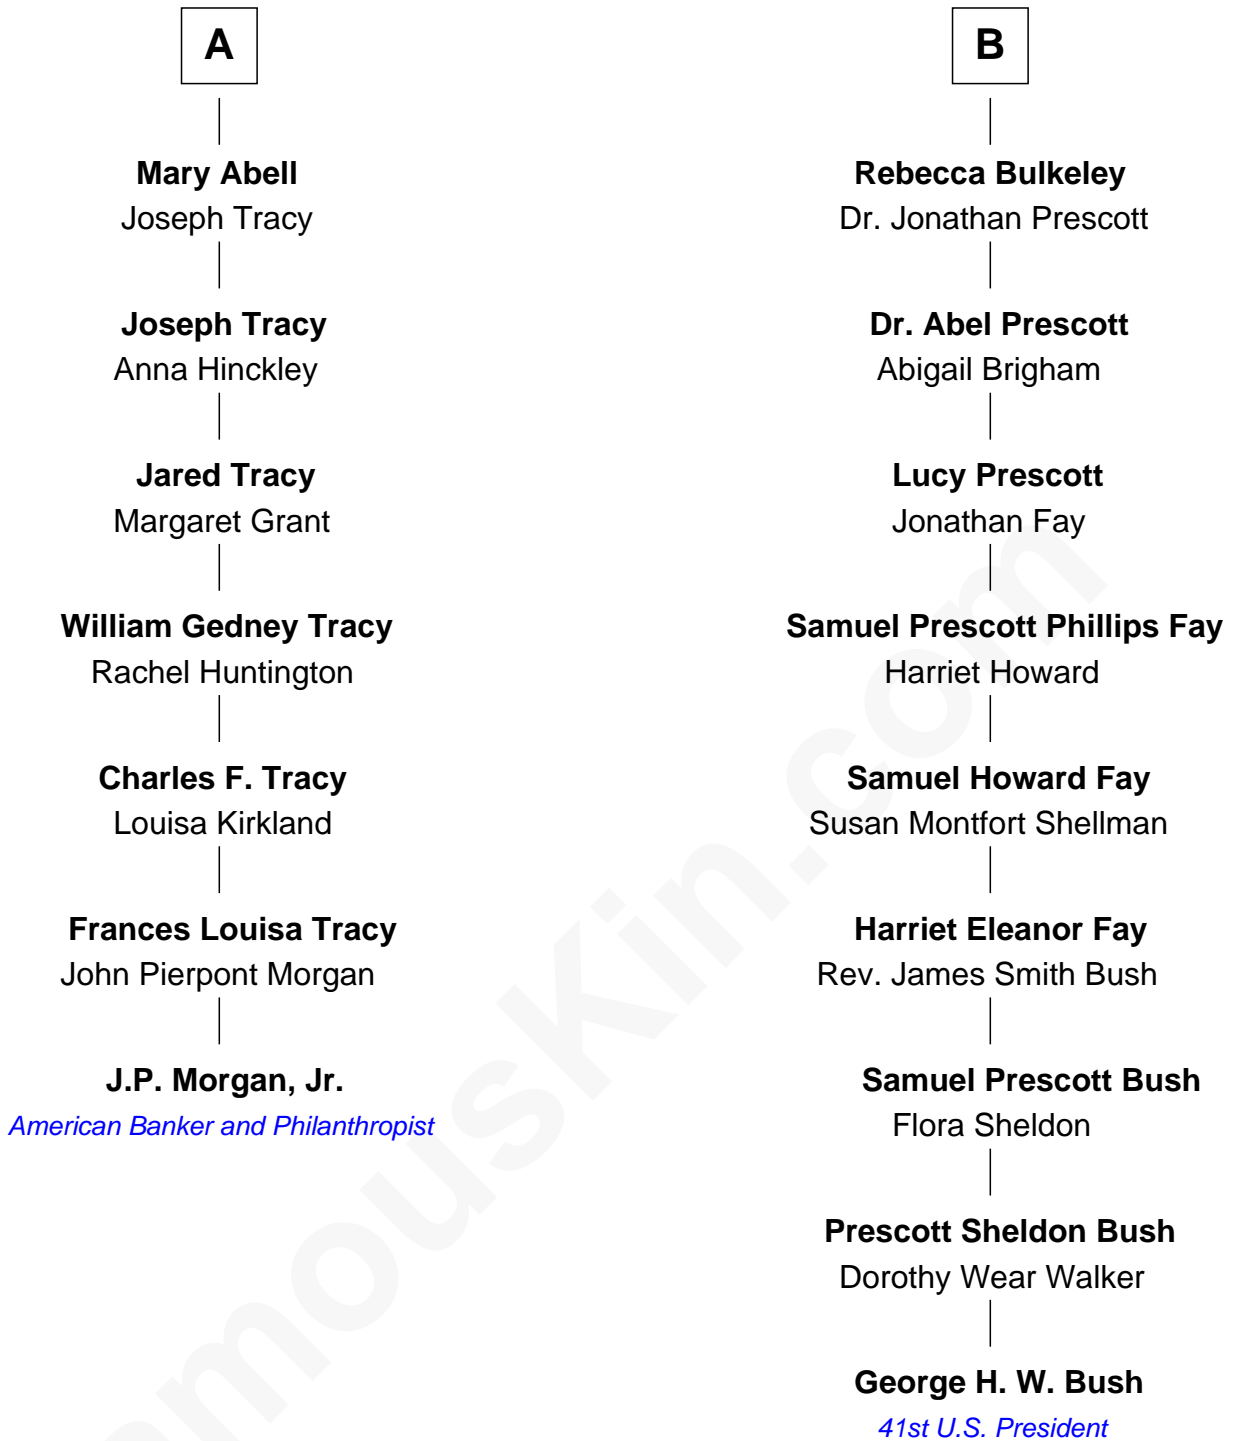 A
Mary Abell
Joseph Tracy
Joseph Tracy
Anna Hinckley
Jared Tracy
Margaret Grant
William Gedney Tracy
Rachel Huntington
Charles F. Tracy
Louisa Kirkland
Frances Louisa Tracy
John Pierpont Morgan
J.P. Morgan, Jr.
American Banker and Philanthropist
B
Rebecca Bulkeley
Dr. Jonathan Prescott
Dr. Abel Prescott
Abigail Brigham
Lucy Prescott
Jonathan Fay
Samuel Prescott Phillips Fay
Harriet Howard
Samuel Howard Fay
Susan Montfort Shellman
Harriet Eleanor Fay
Rev. James Smith Bush
Samuel Prescott Bush
Flora Sheldon
Prescott Sheldon Bush
Dorothy Wear Walker
George H. W. Bush
41st U.S. President
amousKin.com